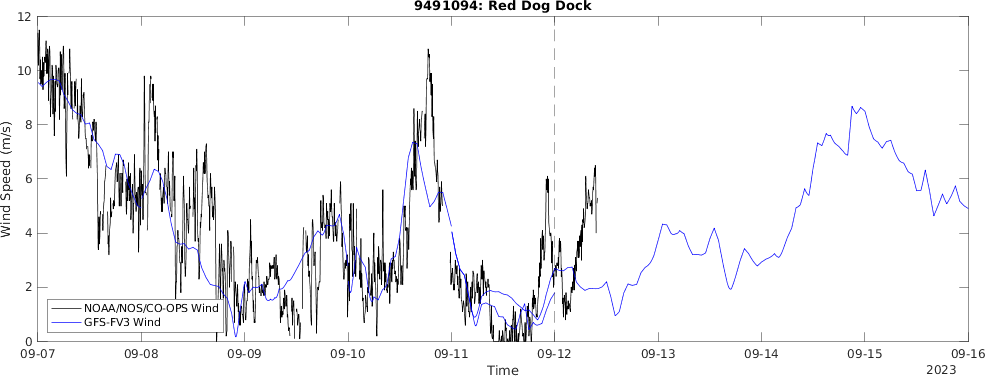 9491094: Red Dog Dock
Wind Speed (m/s)
12
10
8
6
4
2
0
NOAA/NOS/CO-OPS Wind
GFS-FV3 Wind
09-07 09-08 09-09 09-10 09-11 09-12 09-13 09-14 09-15 09-16
Time
2023